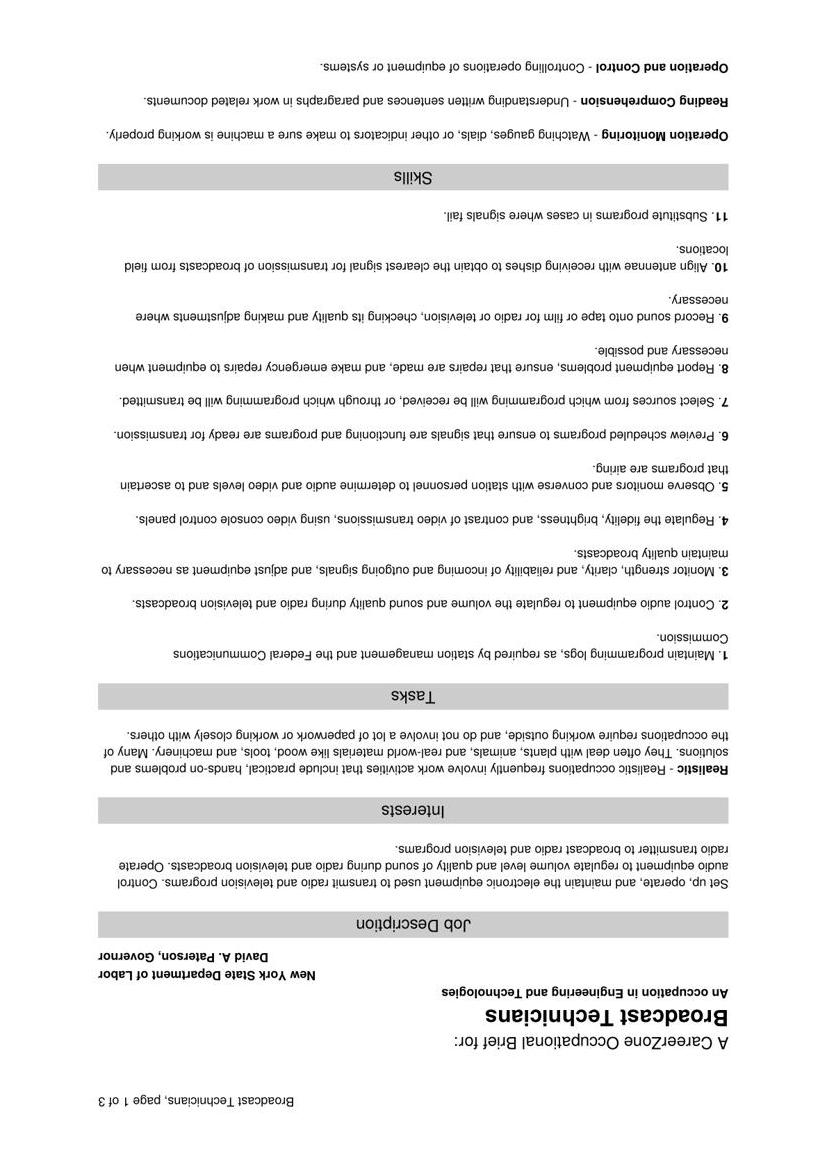 Broadcast Technicians, page 1 of 3
A CareerZone Occupational Brief for:
Broadcast Technicians
An occupation in Engineering and Technologies
New York State Department of Labor
David A. Paterson, Governor
Job Description
Set up, operate, and maintain the electronic equipment used to transmit radio and television programs. Control
audio equipment to regulate volume level and quality of sound during radio and television broadcasts. Operate
radio transmitter to broadcast radio and television programs.
Interests
Realistic - Realistic occupations frequently involve work activities that include practical, hands-on problems and
solutions. They often deal with plants, animals, and real-world materials like wood, tools, and machinery. Many of
the occupations require working outside, and do not involve a lot of paperwork or working closely with others.
Tasks
1. Maintain programming logs, as required by station management and the Federal Communications
Commission.
2. Control audio equipment to regulate the volume and sound quality during radio and television broadcasts.
3. Monitor strength, clarity, and reliability of incoming and outgoing signals, and adjust equipment as necessary to
maintain quality broadcasts.
4. Regulate the fidelity, brightness, and contrast of video transmissions, using video console control panels.
5. Observe monitors and converse with station personnel to determine audio and video levels and to ascertain
that programs are airing.
6. Preview scheduled programs to ensure that signals are functioning and programs are ready for transmission.
7. Select sources from which programming will be received, or through which programming will be transmitted.
8. Report equipment problems, ensure that repairs are made, and make emergency repairs to equipment when
necessary and possible.
9. Record sound onto tape or film for radio or television, checking its quality and making adjustments where
necessary.
10. Align antennae with receiving dishes to obtain the clearest signal for transmission of broadcasts from field
locations.
11. Substitute programs in cases where signals fail.
Skills
Operation Monitoring - Watching gauges, dials, or other indicators to make sure a machine is working properly.
Reading Comprehension - Understanding written sentences and paragraphs in work related documents.
Operation and Control - Controlling operations of equipment or systems.